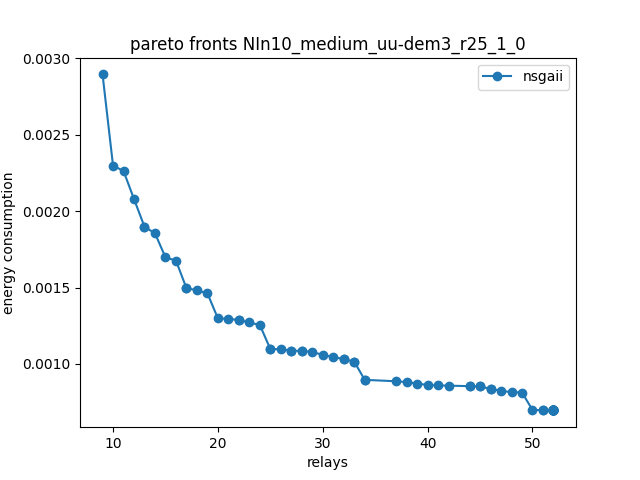 pareto fronts NIn10_medium_uu-dem3_r25_1_0
nsgaii
0.0030
0.0025
0.0020
0.0015
0.0010
energy consumption
10 20 30 40 50
relays